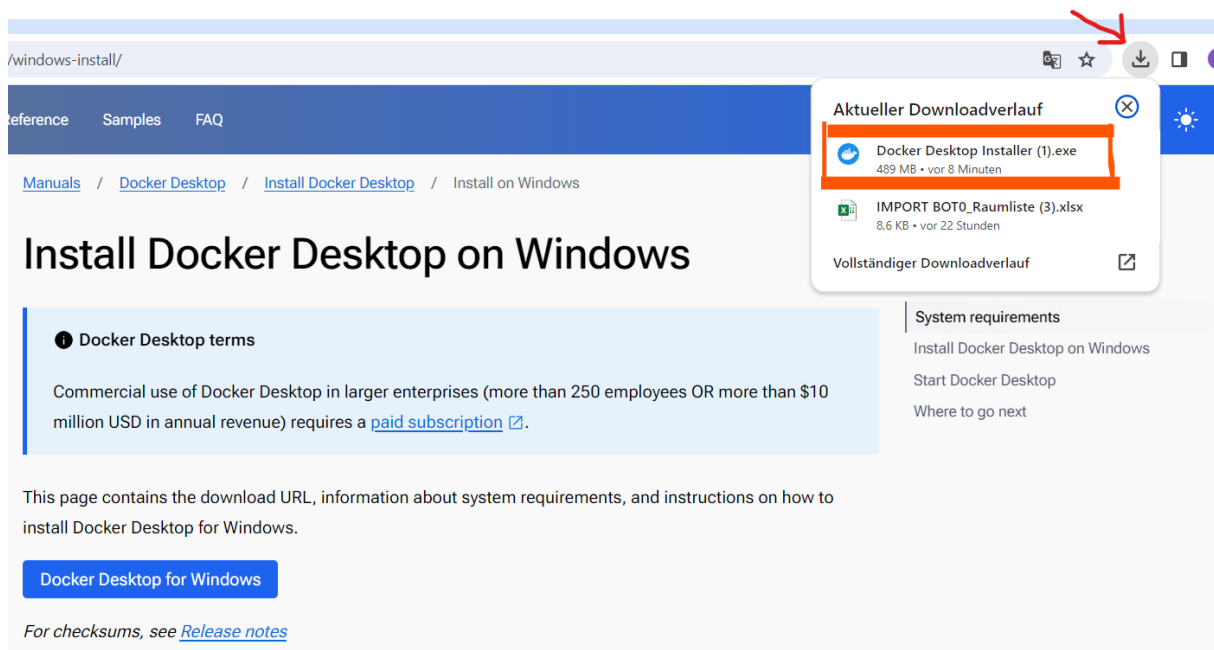 /windows-install/
Reference Samples FAQ
Aktueller Downloadverlauf
Docker Desktop Installer (1).exe
489 MB • vor 8 Minuten
IMPORT BOT0_Raumliste (3).xlsx
8,6 KB • vor 22 Stunden
Vollständiger Downloadverlauf
Manuals / Docker Desktop / Install Docker Desktop / Install on Windows
Install Docker Desktop on Windows
Docker Desktop terms
Commercial use of Docker Desktop in larger enterprises (more than 250 employees OR more than $10
million USD in annual revenue) requires a paid subscription.
This page contains the download URL, information about system requirements, and instructions on how to
install Docker Desktop for Windows.
Docker Desktop for Windows
For checksums, see Release notes
System requirements
Install Docker Desktop on Windows
Start Docker Desktop
Where to go next